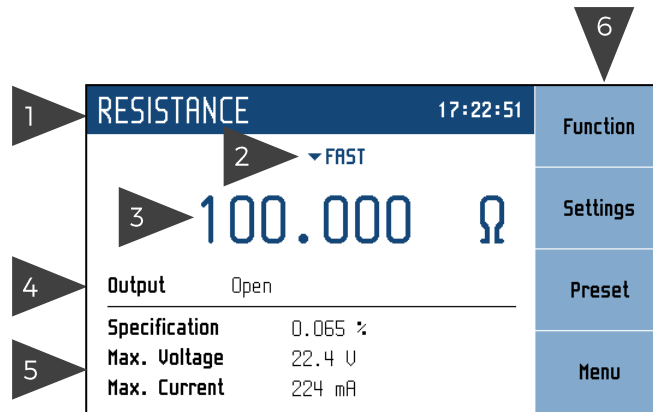 6
1
RESISTANCE 17:22:51
Function
2
FAST
3
100.000 Ω
Settings
4
Output Open
Preset
Specification 0.065 %
5
Max. Voltage 22.4 V
Max. Current 224 mA
Menu